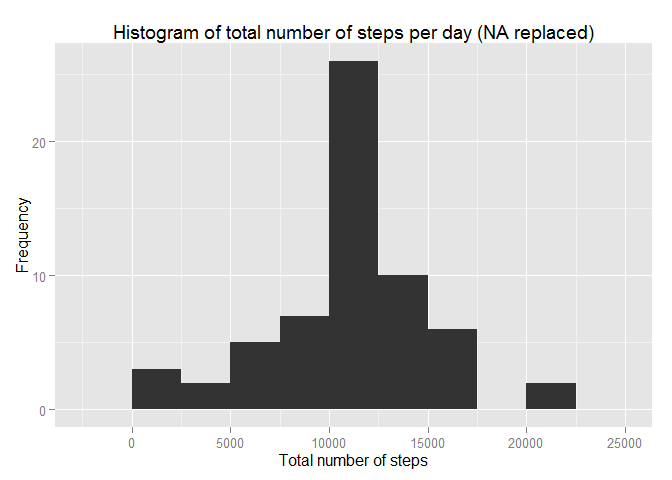 Histogram of total number of steps per day (NA replaced)
Frequency
20
10
0
0 5000 10000 15000 20000 25000
Total number of steps